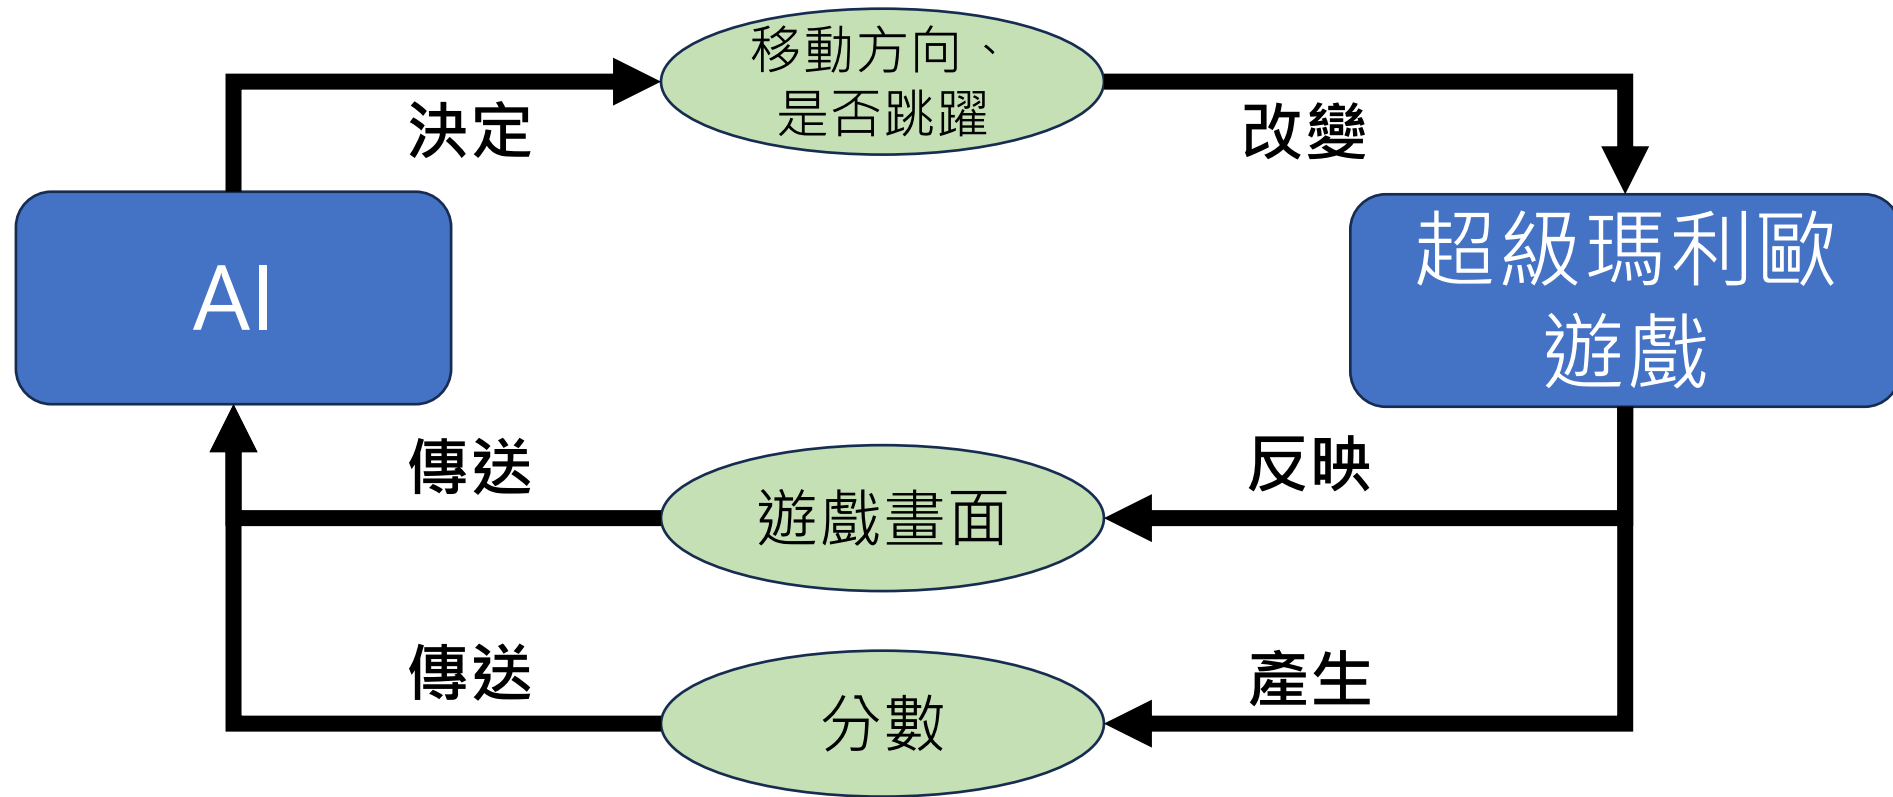 移動方向、
是否跳躍
決定
改變
AI
超級瑪利歐
遊戲
傳送
反映
遊戲畫面
傳送
產生
分數